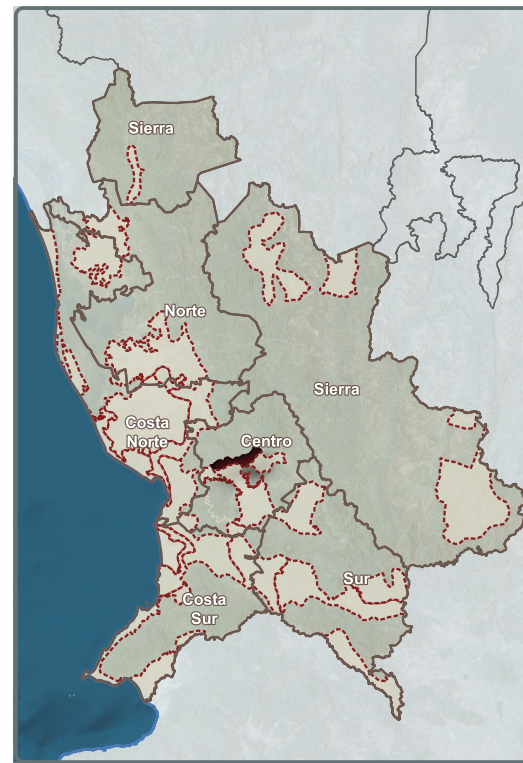 Sierra
Norte
Sierra
Costa
Norte
Centro
Sur
Costa
Sur